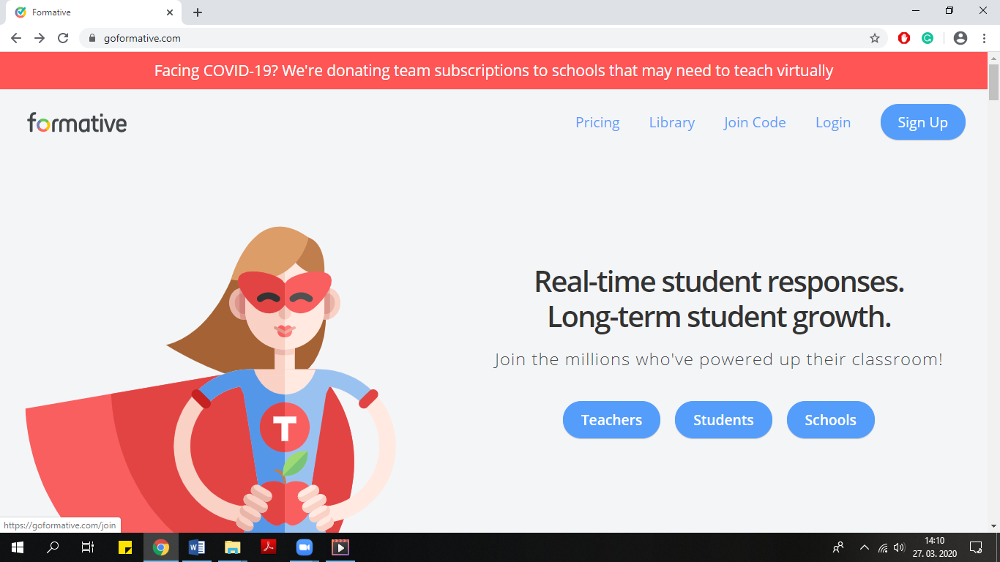 Formative
goformative.com
Facing COVID-19? We're donating team subscriptions to schools that may need to teach virtually
formative
Pricing Library Join Code Login Sign Up
Real-time student responses.
Long-term student growth.
Join the millions who've powered up their classroom!
T
Teachers Students Schools
https://goformative.com/join
14:10
27. 03. 2020